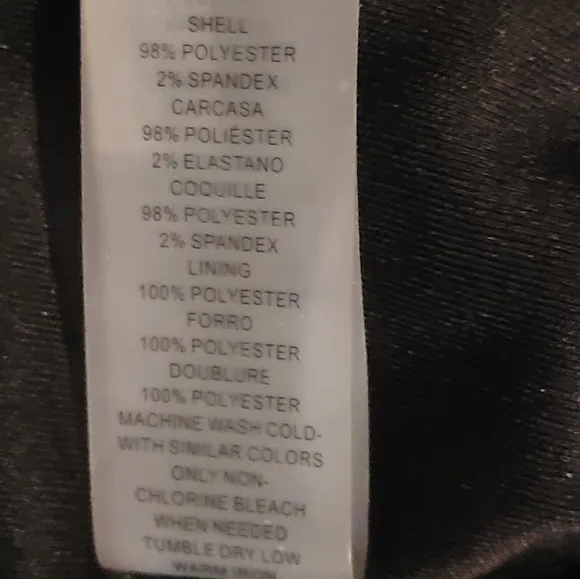 SHELL
98% POLYESTER
2% SPANDEX
CARCASA
98% POLIÉSTER
2% ELASTANO
COQUILLE
98% POLYESTER
2% SPANDEX
LINING
100% POLYESTER
FORRO
100% POLYESTER
DOUBLURE
100% POLYESTER
MACHINE WASH COLD-
WITH SIMILAR COLORS
ONLY NON-
CHLORINE BLEACH
WHEN NEEDED
TUMBLE DRY LOW
WARM IRON